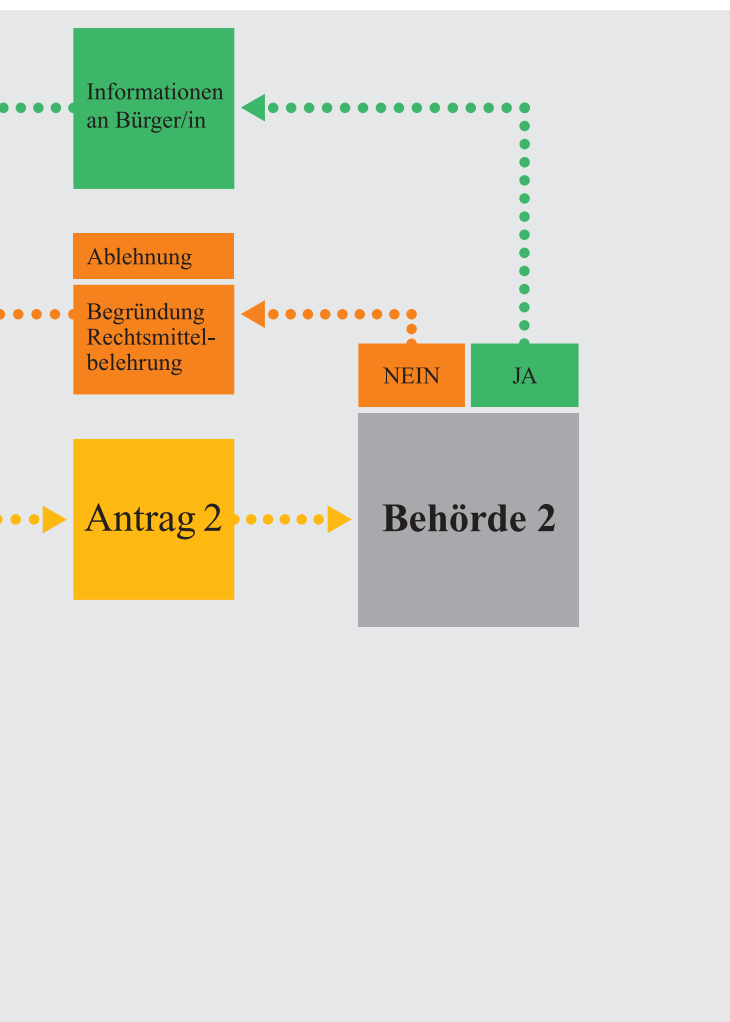 Informationen
an Bürger/in
Ablehnung
Begründung
Rechtsmittel-
belehrung
NEIN
JA
Antrag 2
Behörde 2